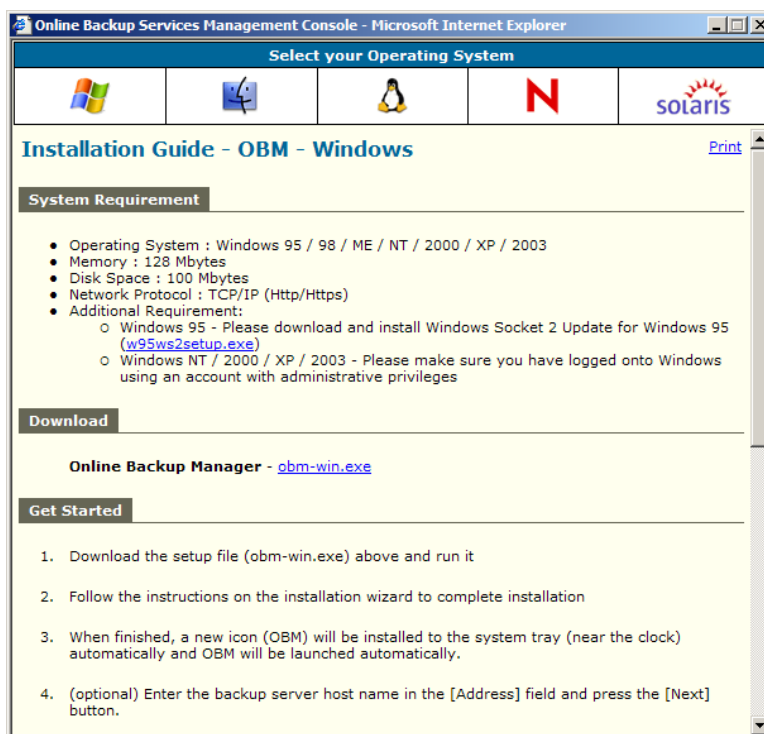 Online Backup Services Management Console - Microsoft Internet Explorer
Select your Operating System
N
solaris
Installation Guide - OBM - Windows
Print
System Requirement
• Operating System : Windows 95 / 98 / ME / NT / 2000 / XP / 2003
• Memory : 128 Mbytes
• Disk Space : 100 Mbytes
• Network Protocol : TCP/IP (Http/Https)
• Additional Requirement:
o Windows 95 - Please download and install Windows Socket 2 Update for Windows 95
(w95ws2setup.exe)
o Windows NT / 2000 / XP / 2003 - Please make sure you have logged onto Windows
using an account with administrative privileges
Download
Online Backup Manager - obm-win.exe
Get Started
1. Download the setup file (obm-win.exe) above and run it
2. Follow the instructions on the installation wizard to complete installation
3. When finished, a new icon (OBM) will be installed to the system tray (near the clock)
automatically and OBM will be launched automatically.
4. (optional) Enter the backup server host name in the [Address] field and press the [Next]
button.